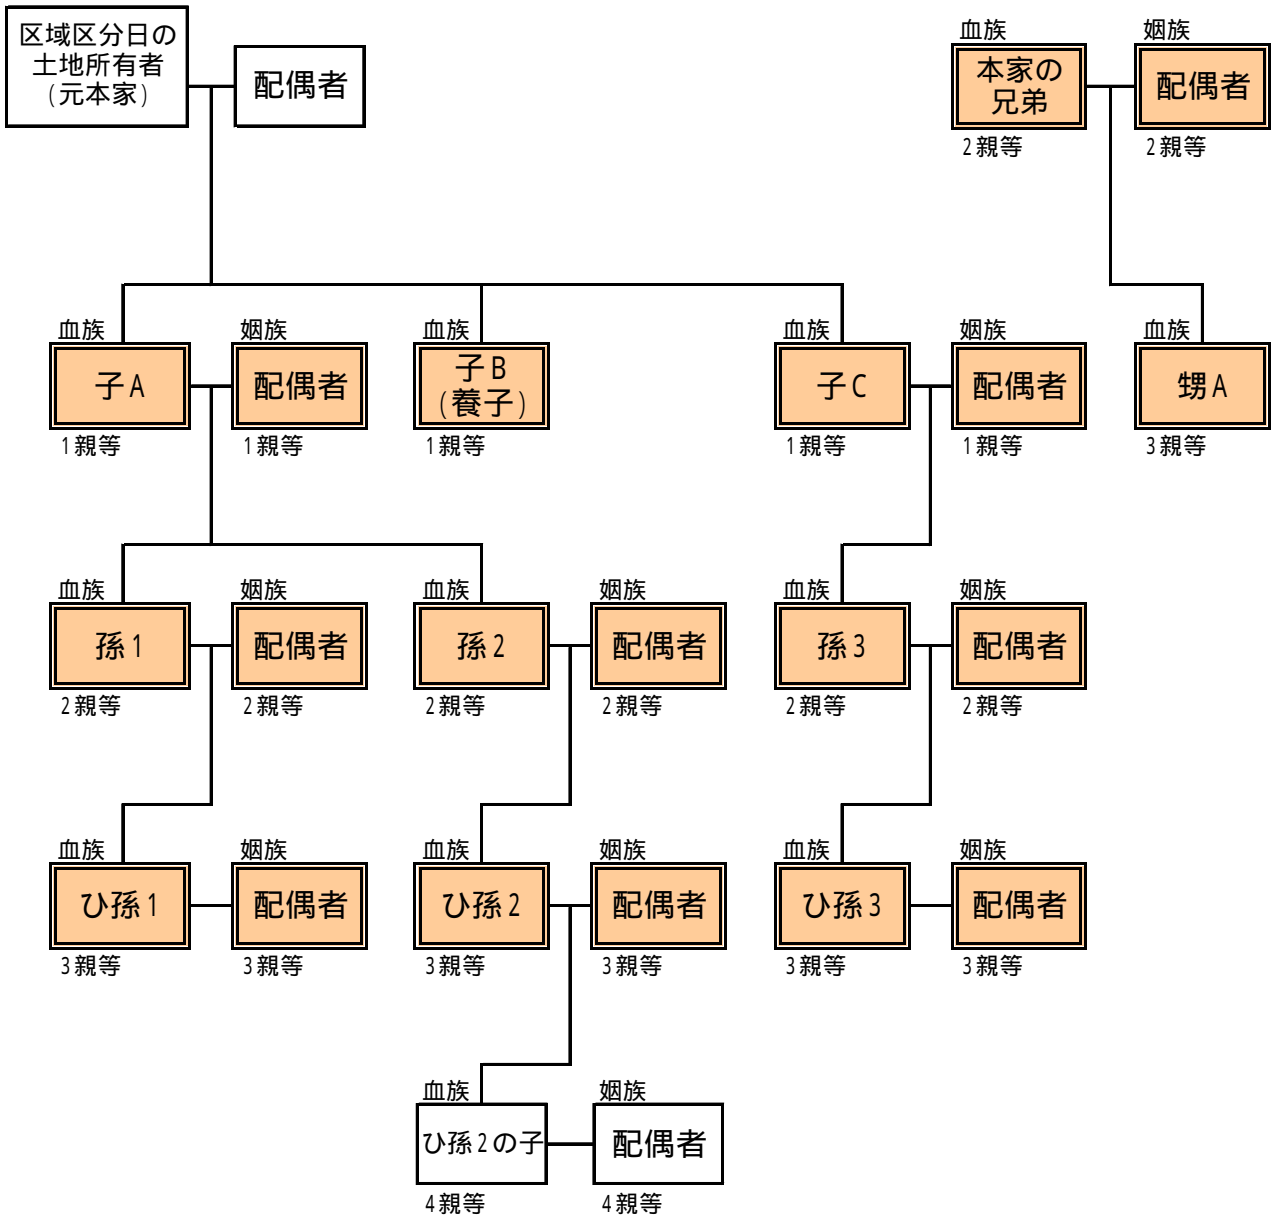 区域区分日の
土地所有者
(元本家)
配偶者
血族
姻族
本家の
兄弟
配偶者
2親等
2親等
血族
姻族
血族
血族
姻族
血族
子A
配偶者
子B
(養子)
子C
配偶者
甥A
1親等
1親等
1親等
1親等
1親等
3親等
血族
姻族
血族
姻族
血族
姻族
孫1
配偶者
孫2
配偶者
孫3
配偶者
2親等
2親等
2親等
2親等
2親等
2親等
血族
姻族
血族
姻族
血族
姻族
ひ孫1
配偶者
ひ孫2
配偶者
ひ孫3
配偶者
3親等
3親等
3親等
3親等
3親等
3親等
血族
姻族
ひ孫2の子
配偶者
4親等
4親等